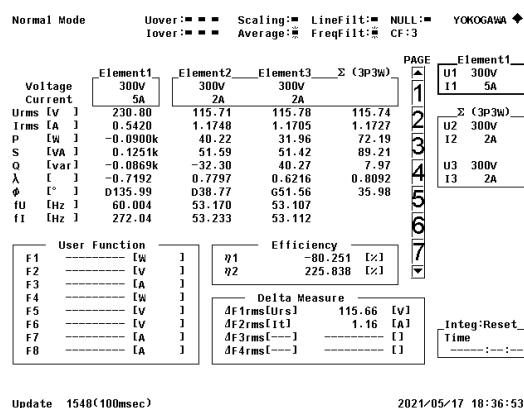 Normal Mode Uover: Scaling: LineFilt: NULL: YOKOGAWA
Iover: Average: FreqFilt: CF:3
PAGE
Element1 Element2 Element3 Σ (3P3W)
Voltage 300V 300V 300V
Current 5A 2A 2A
Urms [V ] 230.80 115.71 115.78 115.74
Irms [A ] 0.5420 1.1748 1.1705 1.1727
P [W ] -0.0900k 40.22 31.96 72.19
S [VA ] 0.1251k 51.59 51.42 89.21
Q [var] -0.0869k -32.30 40.27 7.97
λ [ ] -0.7192 0.7797 0.6216 0.8092
φ [° ] D135.99 D38.77 G51.56 35.98
fU [Hz ] 60.004 53.170 53.107
fI [Hz ] 272.04 53.233 53.112
1
2
3
4
5
6
7
Element1
U1 300V
I1 5A
Σ (3P3W)
U2 300V
I2 2A
U3 300V
I3 2A
User Function
F1 --------- [W ]
F2 --------- [V ]
F3 --------- [A ]
F4 --------- [W ]
F5 --------- [V ]
F6 --------- [V ]
F7 --------- [A ]
F8 --------- [A ]
Efficiency
η1 -80.251 [%]
η2 225.838 [%]
Delta Measure
ΔF1rms[Urs] 115.66 [V]
ΔF2rms[It] 1.16 [A]
ΔF3rms[---] --------- []
ΔF4rms[---] --------- []
Integ:Reset
Time
-----:--:--
Update 1548(100msec) 2021/05/17 18:36:53